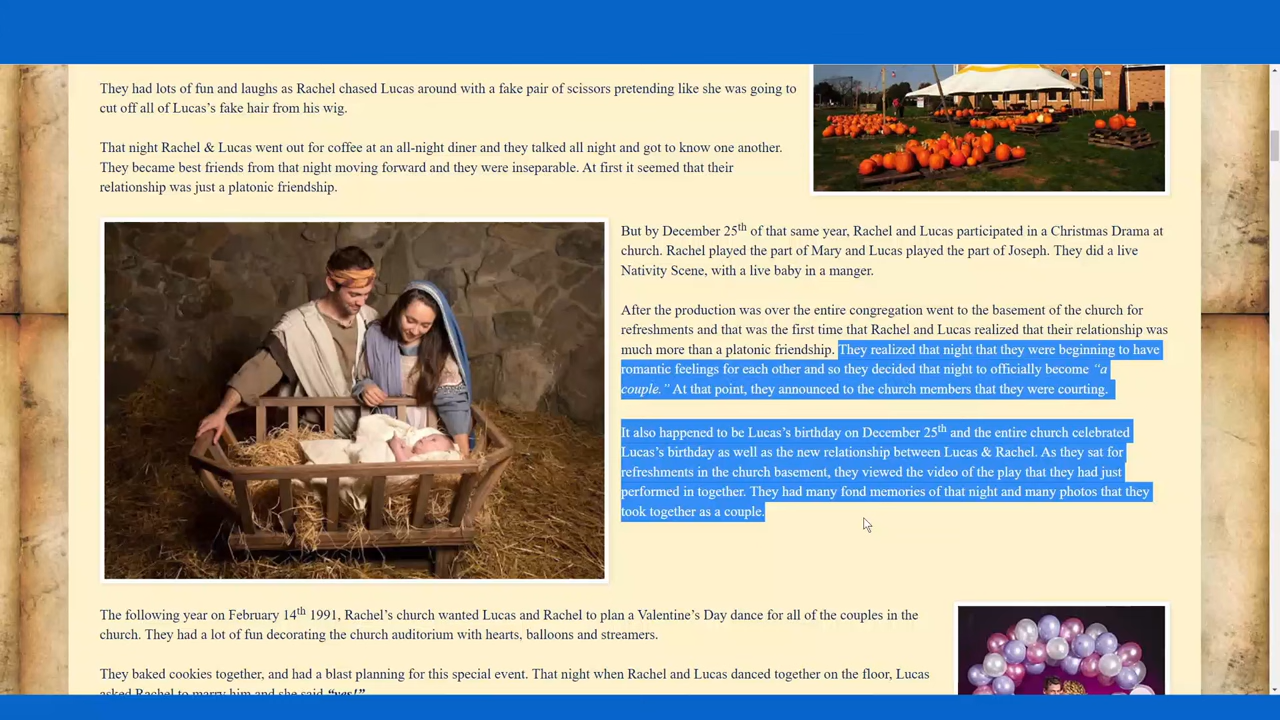 They had lots of fun and laughs as Rachel chased Lucas around with a fake pair of scissors pretending like she was going to
cut off all of Lucas’s fake hair from his wig.
That night Rachel & Lucas went out for coffee at an all-night diner and they talked all night and got to know one another.
They became best friends from that night moving forward and they were inseparable. At first it seemed that their
relationship was just a platonic friendship.
But by December 25th of that same year, Rachel and Lucas participated in a Christmas Drama at
church. Rachel played the part of Mary and Lucas played the part of Joseph. They did a live
Nativity Scene, with a live baby in a manger.
After the production was over the entire congregation went to the basement of the church for
refreshments and that was the first time that Rachel and Lucas realized that their relationship was
much more than a platonic friendship. They realized that night that they were beginning to have
romantic feelings for each other and so they decided that night to officially become “a
couple.” At that point, they announced to the church members that they were courting.
It also happened to be Lucas’s birthday on December 25th and the entire church celebrated
Lucas’s birthday as well as the new relationship between Lucas & Rachel. As they sat for
refreshments in the church basement, they viewed the video of the play that they had just
performed in together. They had many fond memories of that night and many photos that they
took together as a couple.
The following year on February 14th 1991, Rachel’s church wanted Lucas and Rachel to plan a Valentine’s Day dance for all of the couples in the
church. They had a lot of fun decorating the church auditorium with hearts, balloons and streamers.
They baked cookies together, and had a blast planning for this special event. That night when Rachel and Lucas danced together on the floor, Lucas
asked Rachel to marry him and she said “yes!”